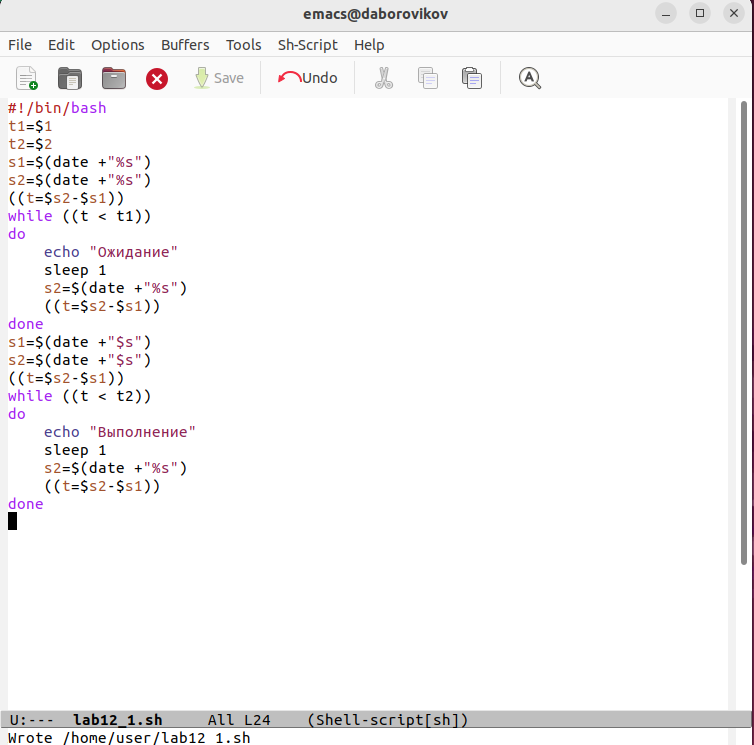 emacs@daborovikov
File Edit Options Buffers Tools Sh-Script Help
Save Undo
#!/bin/bash
t1=$1
t2=$2
s1=$(date +"%s")
s2=$(date +"%s")
((t=$s2-$s1))
while ((t < t1))
do
    echo "Ожидание"
    sleep 1
    s2=$(date +"%s")
    ((t=$s2-$s1))
done
s1=$(date +"$s")
s2=$(date +"$s")
((t=$s2-$s1))
while ((t < t2))
do
    echo "Выполнение"
    sleep 1
    s2=$(date +"%s")
    ((t=$s2-$s1))
done
U:--- lab12_1.sh All L24 (Shell-script[sh])
Wrote /home/user/lab12_1.sh